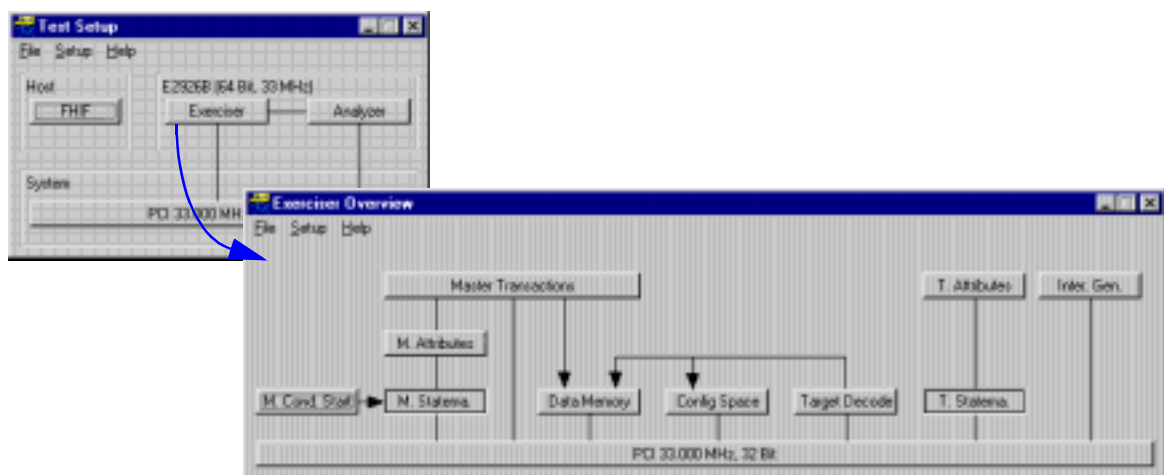 Test Setup
File Setup Help
Host
FHIF
E2926B (64 Bit, 33 MHz)
Exerciser
Analyzer
System
PCI 33.000 MH
Exerciser Overview
File Setup Help
Master Transactions
T. Attributes
Inter. Gen.
M. Attributes
M. Cond. Start
M. Statema.
Data Memory
Config Space
Target Decode
T. Statema.
PCI 33.000 MHz, 32 Bit